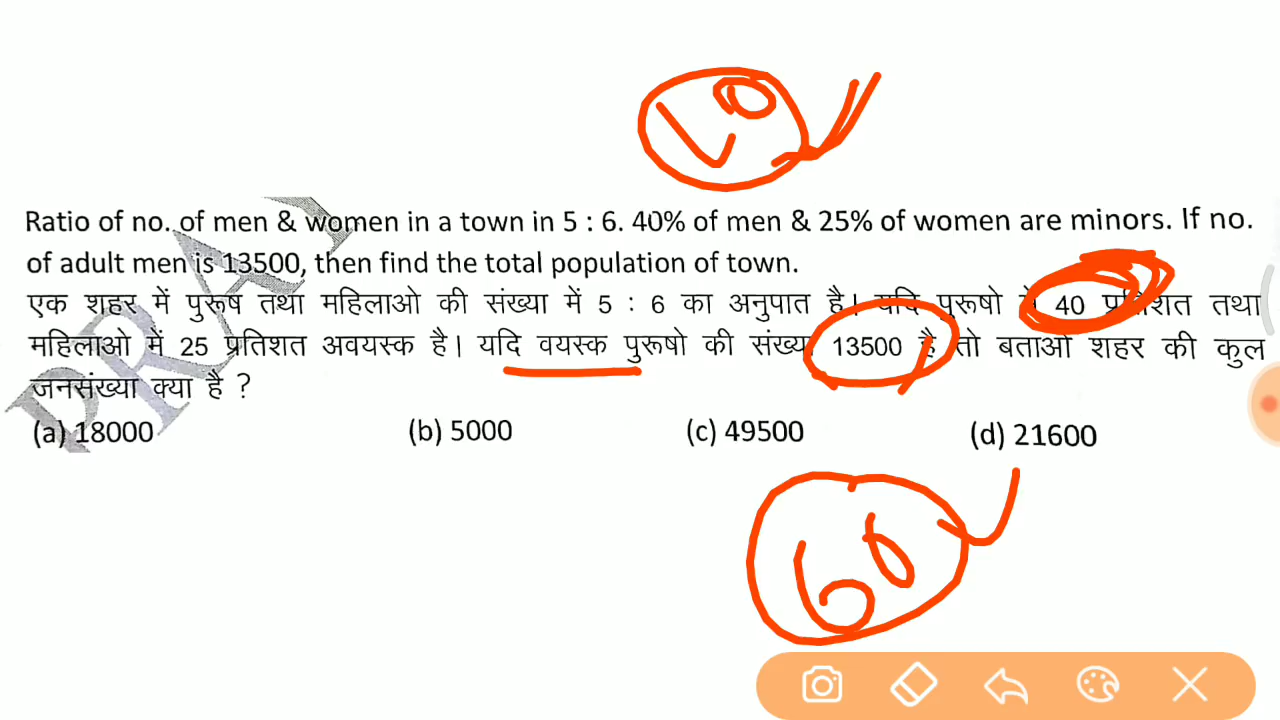 60
Ratio of no. of men & women in a town in 5 : 6. 40% of men & 25% of women are minors. If no.
of adult men is 13500, then find the total population of town.
एक शहर में पुरूष तथा महिलाओ की संख्या में 5 : 6 का अनुपात है। यदि पुरूषो में 40 प्रतिशत तथा
महिलाओ में 25 प्रतिशत अवयस्क है। यदि वयस्क पुरूषो की संख्या 13500 है तो बताओ शहर की कुल
जनसंख्या क्या है ?
(a) 18000 (b) 5000 (c) 49500 (d) 21600
60